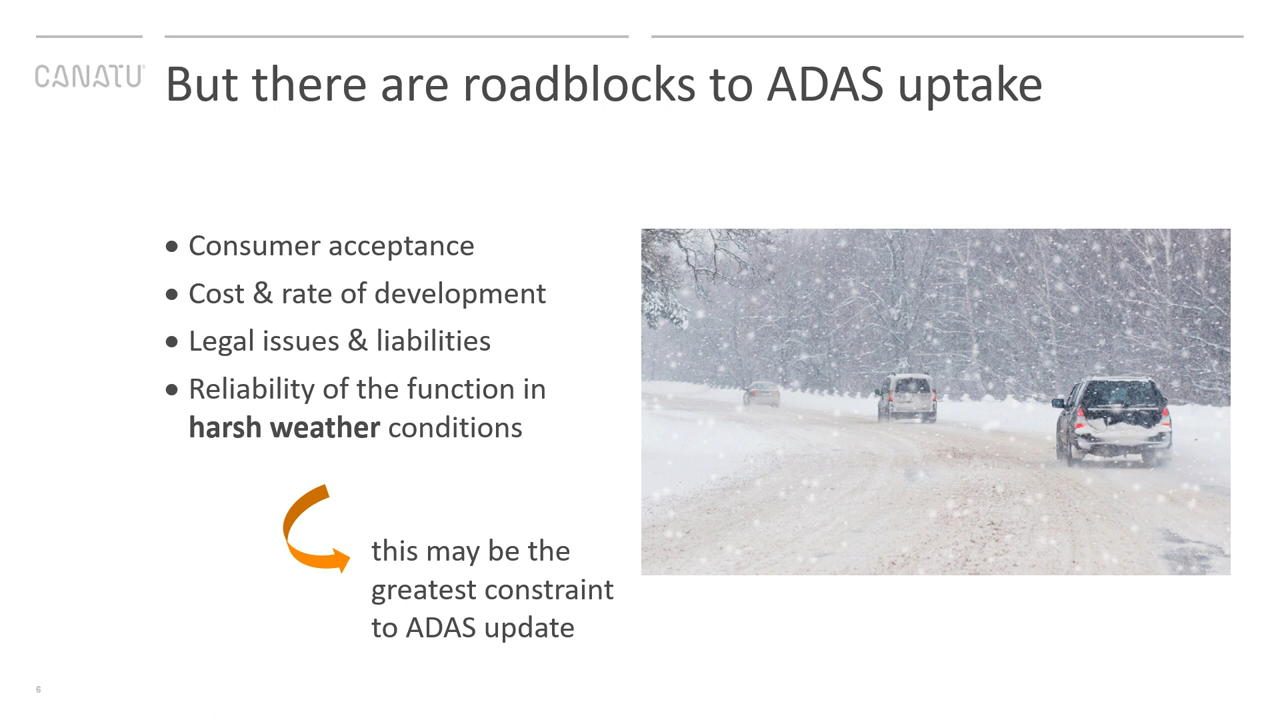 CANATU
But there are roadblocks to ADAS uptake
• Consumer acceptance
• Cost & rate of development
• Legal issues & liabilities
• Reliability of the function in
harsh weather conditions
this may be the
greatest constraint
to ADAS update
6